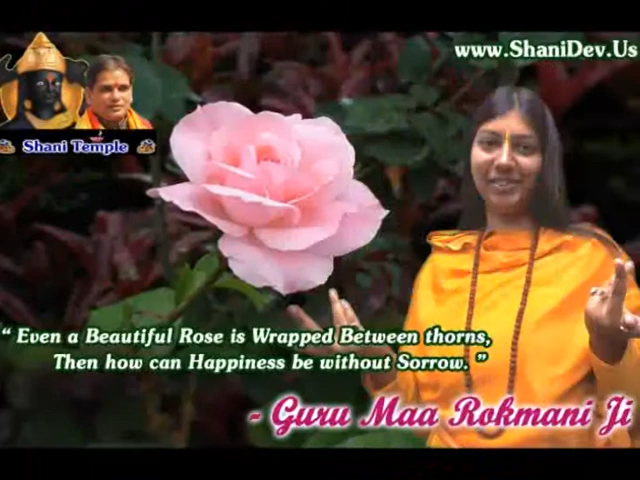 www.ShaniDev.Us
Shani Temple
“ Even a Beautiful Rose is Wrapped Between thorns,
Then how can Happiness be without Sorrow. ”
- Guru Maa Rokmani Ji